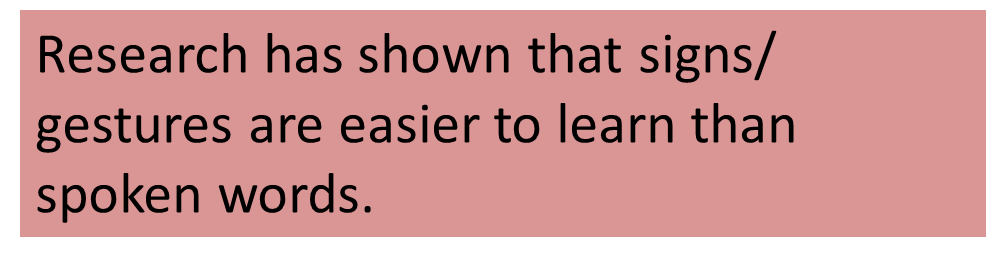 Research has shown that signs/
gestures are easier to learn than
spoken words.